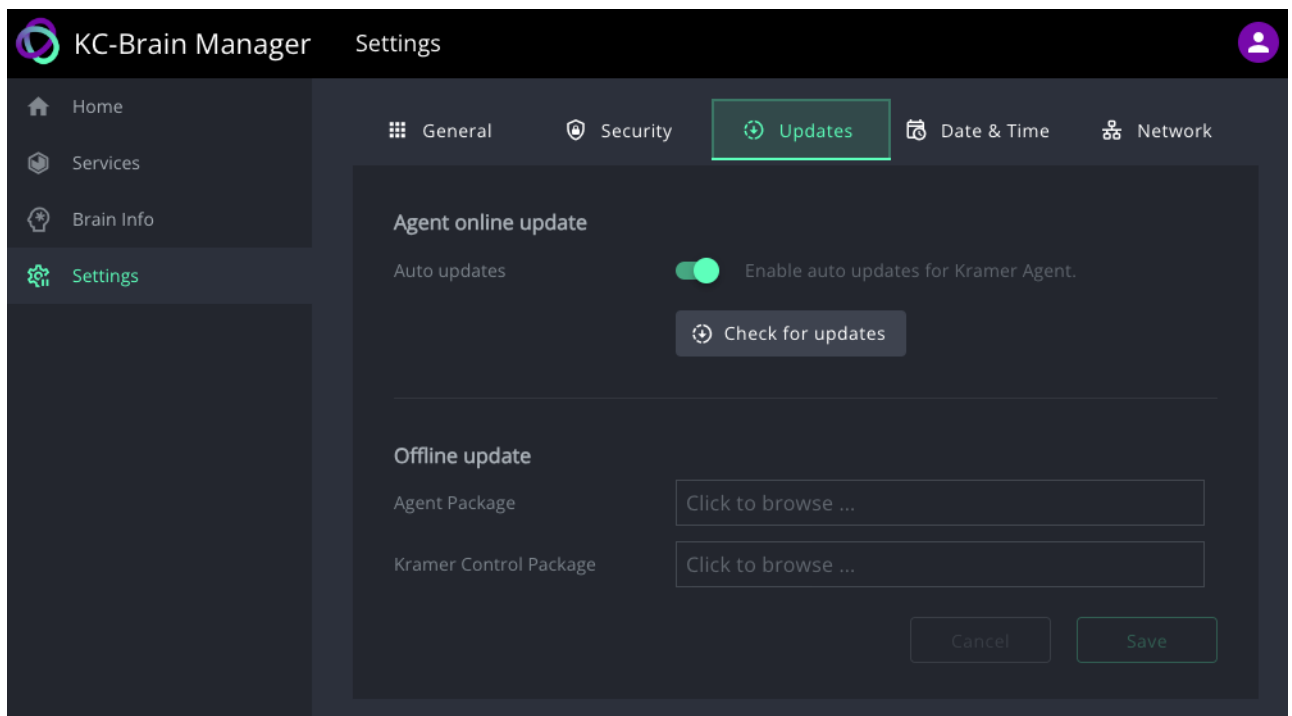 KC-Brain Manager
Settings
Home
Services
Brain Info
Settings
General
Security
Updates
Date & Time
Network
Agent online update
Auto updates
Enable auto updates for Kramer Agent.
Check for updates
Offline update
Agent Package
Click to browse ...
Kramer Control Package
Click to browse ...
Cancel
Save